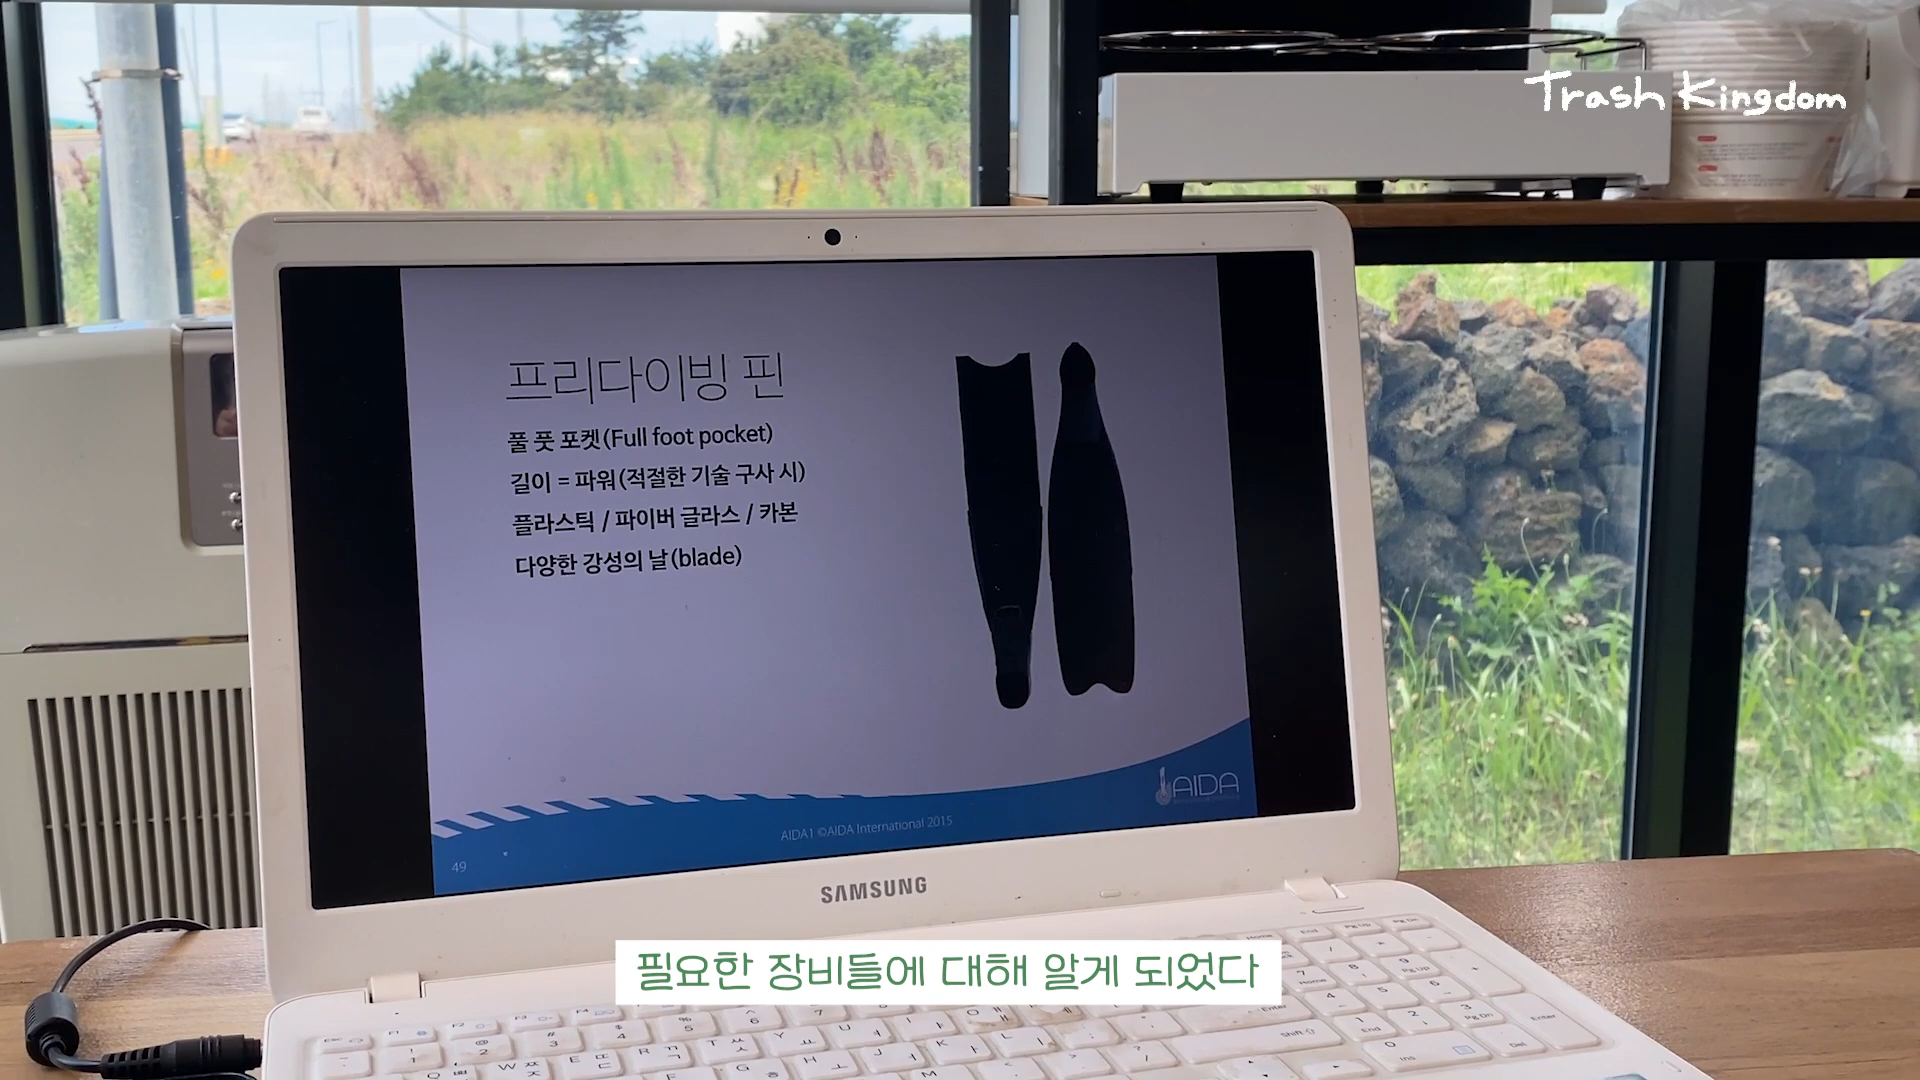 Trash Kingdom
프리다이빙 핀
풀 풋 포켓(Full foot pocket)
길이 = 파워(적절한 기술 구사 시)
플라스틱 / 파이버 글라스 / 카본
다양한 강성의 날(blade)
AIDA
AIDA1 ©AIDA International 2015
49
SAMSUNG
필요한 장비들에 대해 알게 되었다